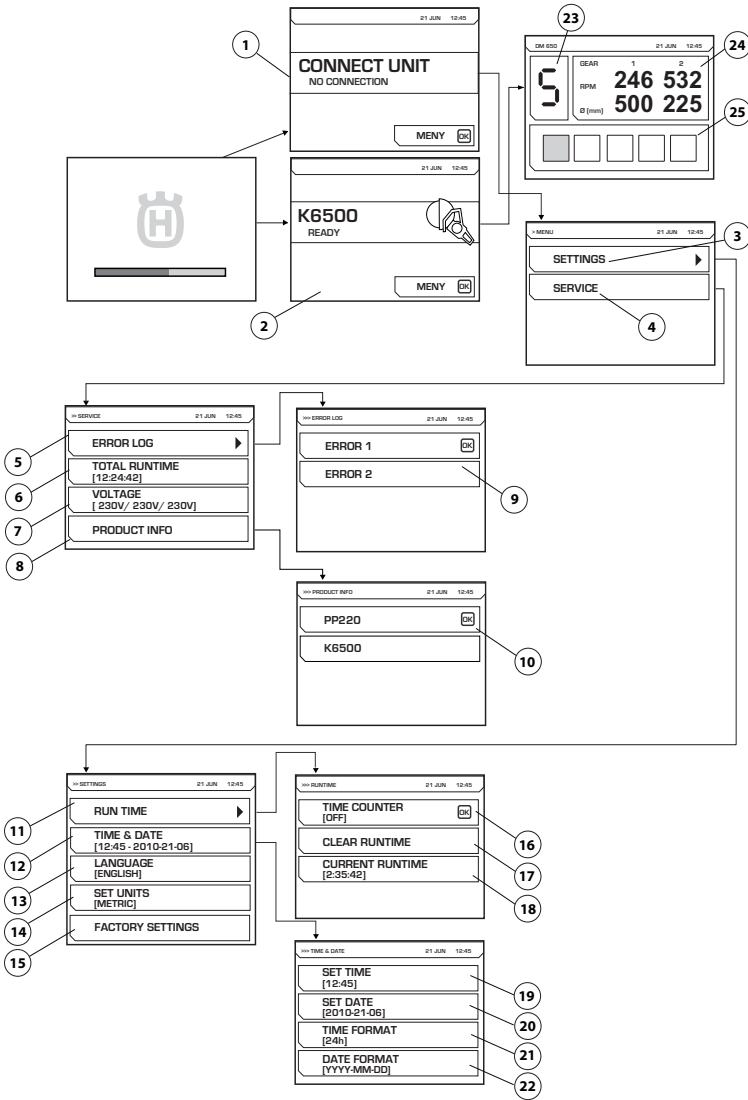 21 JUN 12:45
1
CONNECT UNIT
NO CONNECTION
MENY OK
23
DM 650 21 JUN 12:45
24
GEAR 1 2
RPM 246 532
Ø (mm) 500 225
S
25
H
21 JUN 12:45
K6500
READY
MENY OK
2
> MENU 21 JUN 12:45
3
SETTINGS
SERVICE
4
>> SERVICE 21 JUN 12:45
5
ERROR LOG
6
TOTAL RUNTIME
[12:24:42]
7
VOLTAGE
[ 230V/ 230V/ 230V]
8
PRODUCT INFO
>>> ERROR LOG 21 JUN 12:45
ERROR 1 OK
ERROR 2
9
>>> PRODUCT INFO 21 JUN 12:45
PP220 OK
10
K6500
>> SETTINGS 21 JUN 12:45
11
RUN TIME
12
TIME & DATE
[12:45 - 2010-21-06]
13
LANGUAGE
[ENGLISH]
14
SET UNITS
[METRIC]
15
FACTORY SETTINGS
>>> RUNTIME 21 JUN 12:45
TIME COUNTER
[OFF] OK
16
CLEAR RUNTIME
17
CURRENT RUNTIME
[2:35:42]
18
>>> TIME & DATE 21 JUN 12:45
SET TIME
[12:45]
19
SET DATE
[2010-21-06]
20
TIME FORMAT
[24h]
21
DATE FORMAT
[YYYY-MM-DD]
22